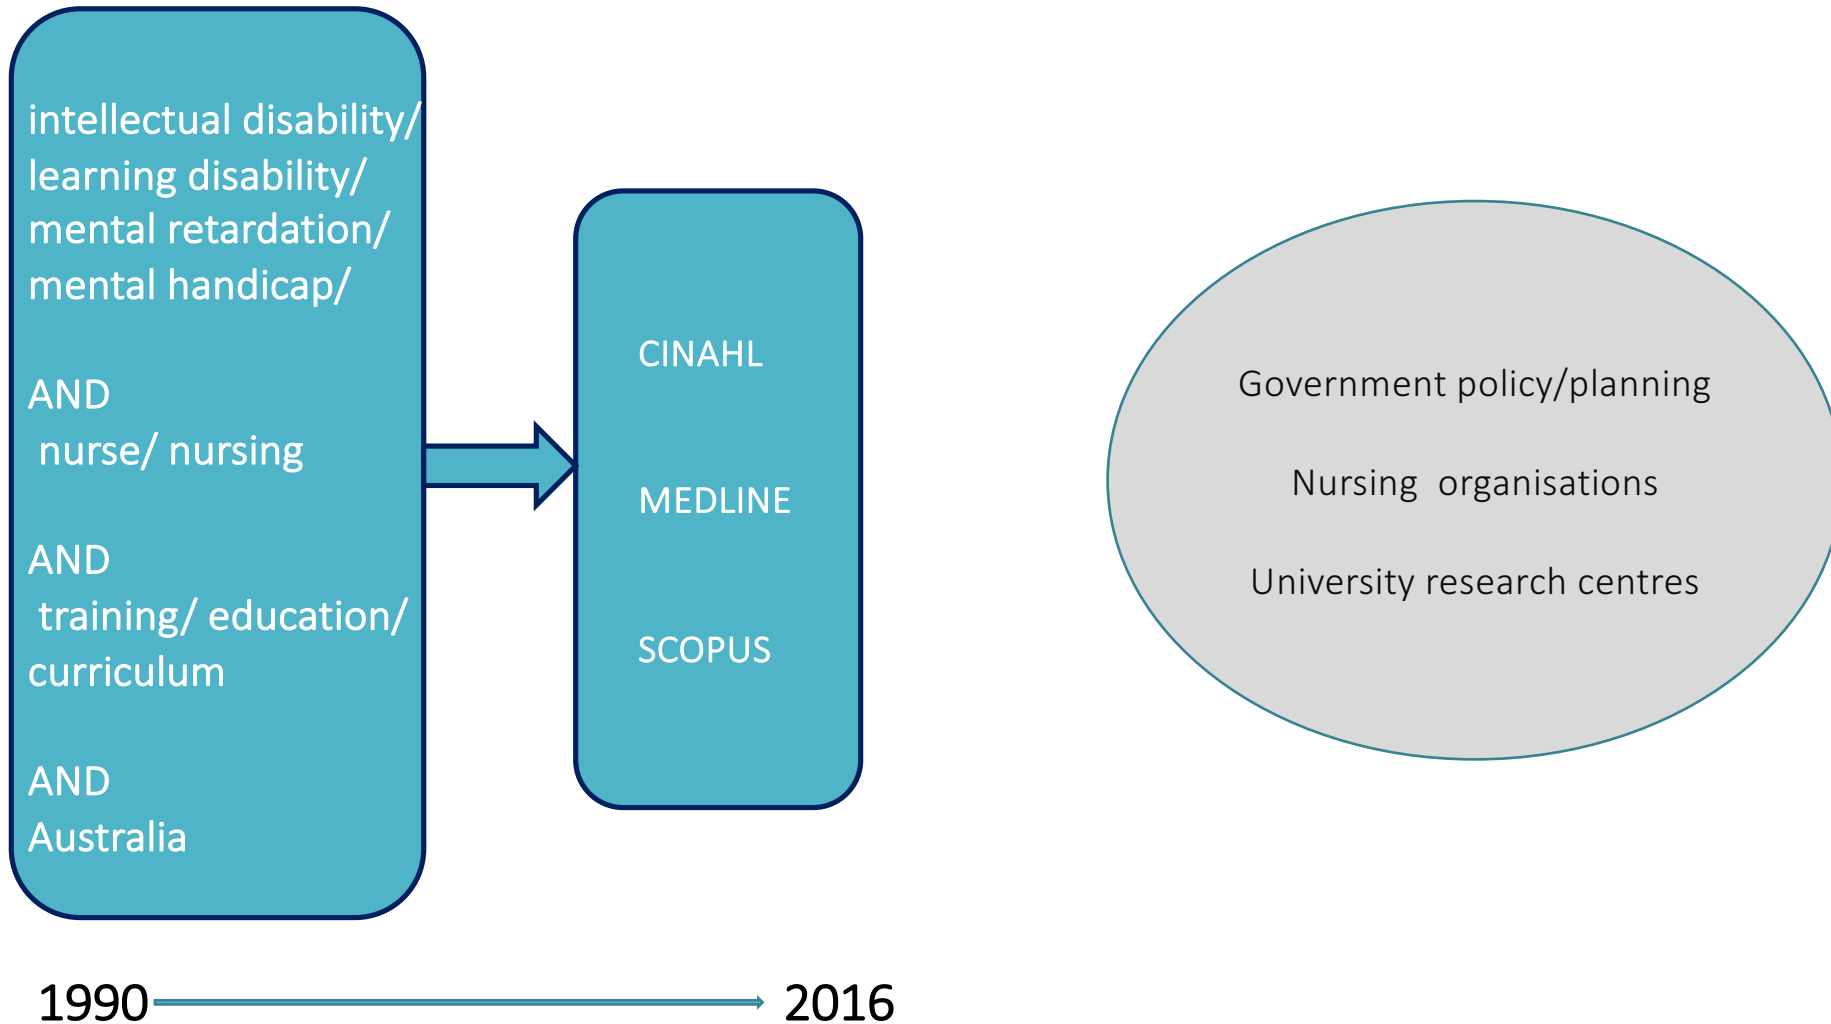 intellectual disability/
learning disability/
mental retardation/
mental handicap/
AND
nurse/ nursing
AND
training/ education/
curriculum
AND
Australia
CINAHL
MEDLINE
SCOPUS
Government policy/planning
Nursing organisations
University research centres
1990
2016